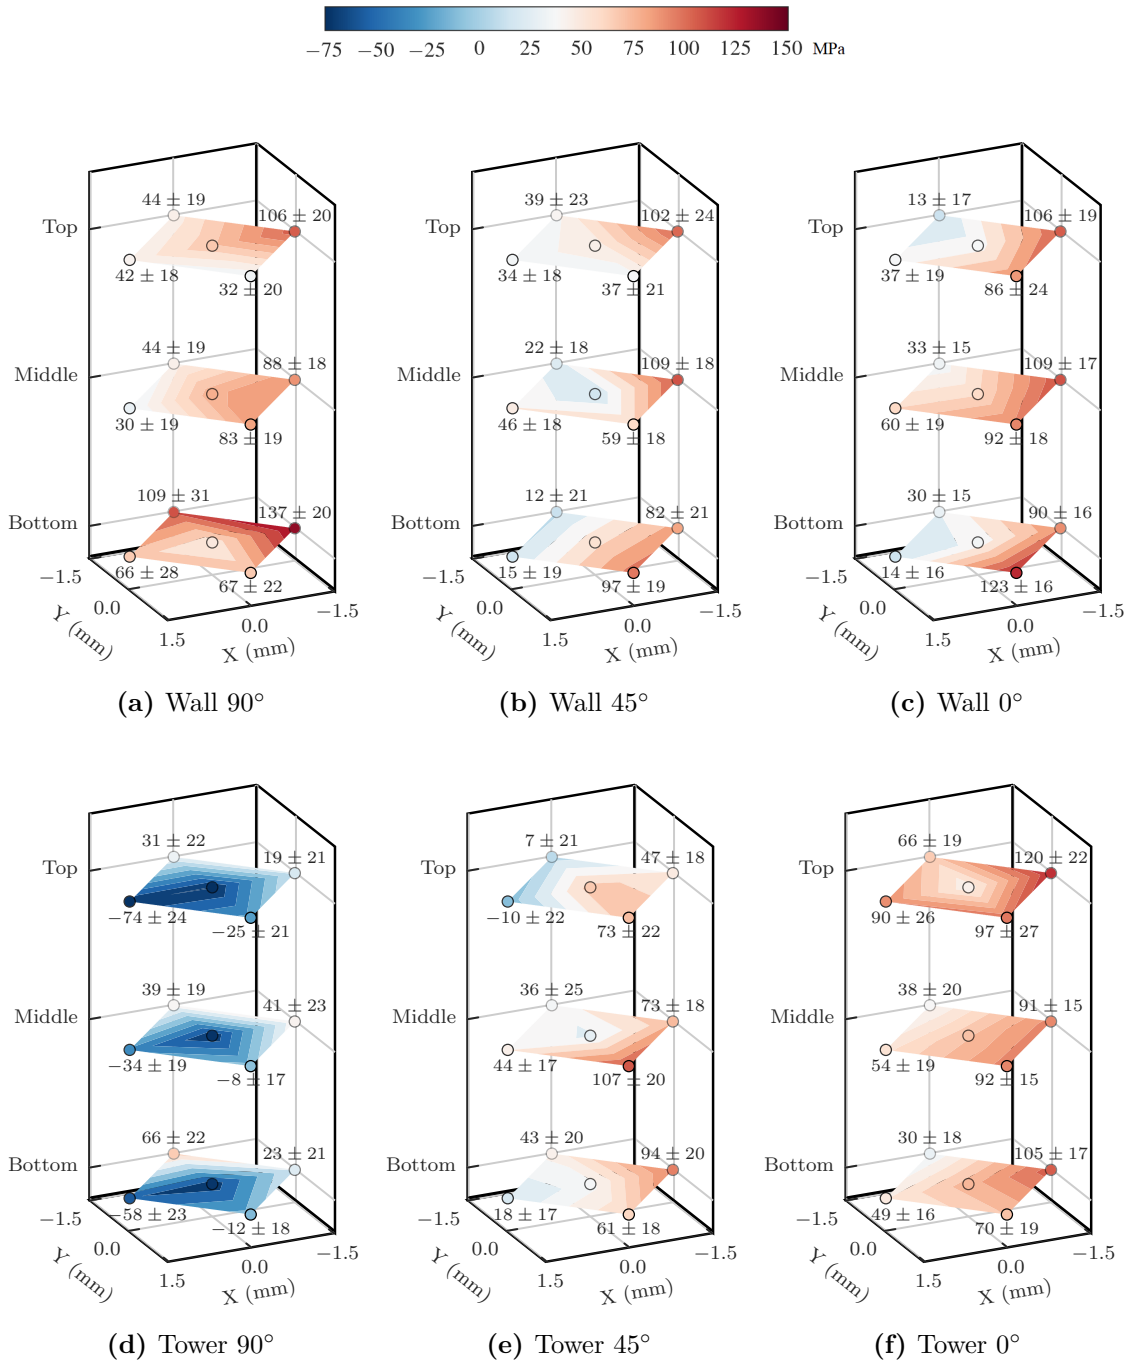 −75 −50 −25 0 25 50 75 100 125 150 MPa
44 ± 19
106 ± 20
Top
42 ± 18
32 ± 20
44 ± 19
88 ± 18
Middle
30 ± 19
83 ± 19
109 ± 31
137 ± 20
Bottom
66 ± 28
67 ± 22
−1.5
0.0
1.5
Y (mm)
0.0
−1.5
X (mm)
(a) Wall 90°
39 ± 23
102 ± 24
Top
34 ± 18
37 ± 21
22 ± 18
109 ± 18
Middle
46 ± 18
59 ± 18
12 ± 21
82 ± 21
Bottom
15 ± 19
97 ± 19
−1.5
0.0
1.5
Y (mm)
0.0
−1.5
X (mm)
(b) Wall 45°
13 ± 17
106 ± 19
Top
37 ± 19
86 ± 24
33 ± 15
109 ± 17
Middle
60 ± 19
92 ± 18
30 ± 15
90 ± 16
Bottom
14 ± 16
123 ± 16
−1.5
0.0
1.5
Y (mm)
0.0
−1.5
X (mm)
(c) Wall 0°
31 ± 22
19 ± 21
Top
−74 ± 24
−25 ± 21
39 ± 19
41 ± 23
Middle
−34 ± 19
−8 ± 17
66 ± 22
23 ± 21
Bottom
−58 ± 23
−12 ± 18
−1.5
0.0
1.5
Y (mm)
0.0
−1.5
X (mm)
(d) Tower 90°
7 ± 21
47 ± 18
Top
−10 ± 22
73 ± 22
36 ± 25
73 ± 18
Middle
44 ± 17
107 ± 20
43 ± 20
94 ± 20
Bottom
18 ± 17
61 ± 18
−1.5
0.0
1.5
Y (mm)
0.0
−1.5
X (mm)
(e) Tower 45°
66 ± 19
120 ± 22
Top
90 ± 26
97 ± 27
38 ± 20
91 ± 15
Middle
54 ± 19
92 ± 15
30 ± 18
105 ± 17
Bottom
49 ± 16
70 ± 19
−1.5
0.0
1.5
Y (mm)
0.0
−1.5
X (mm)
(f) Tower 0°